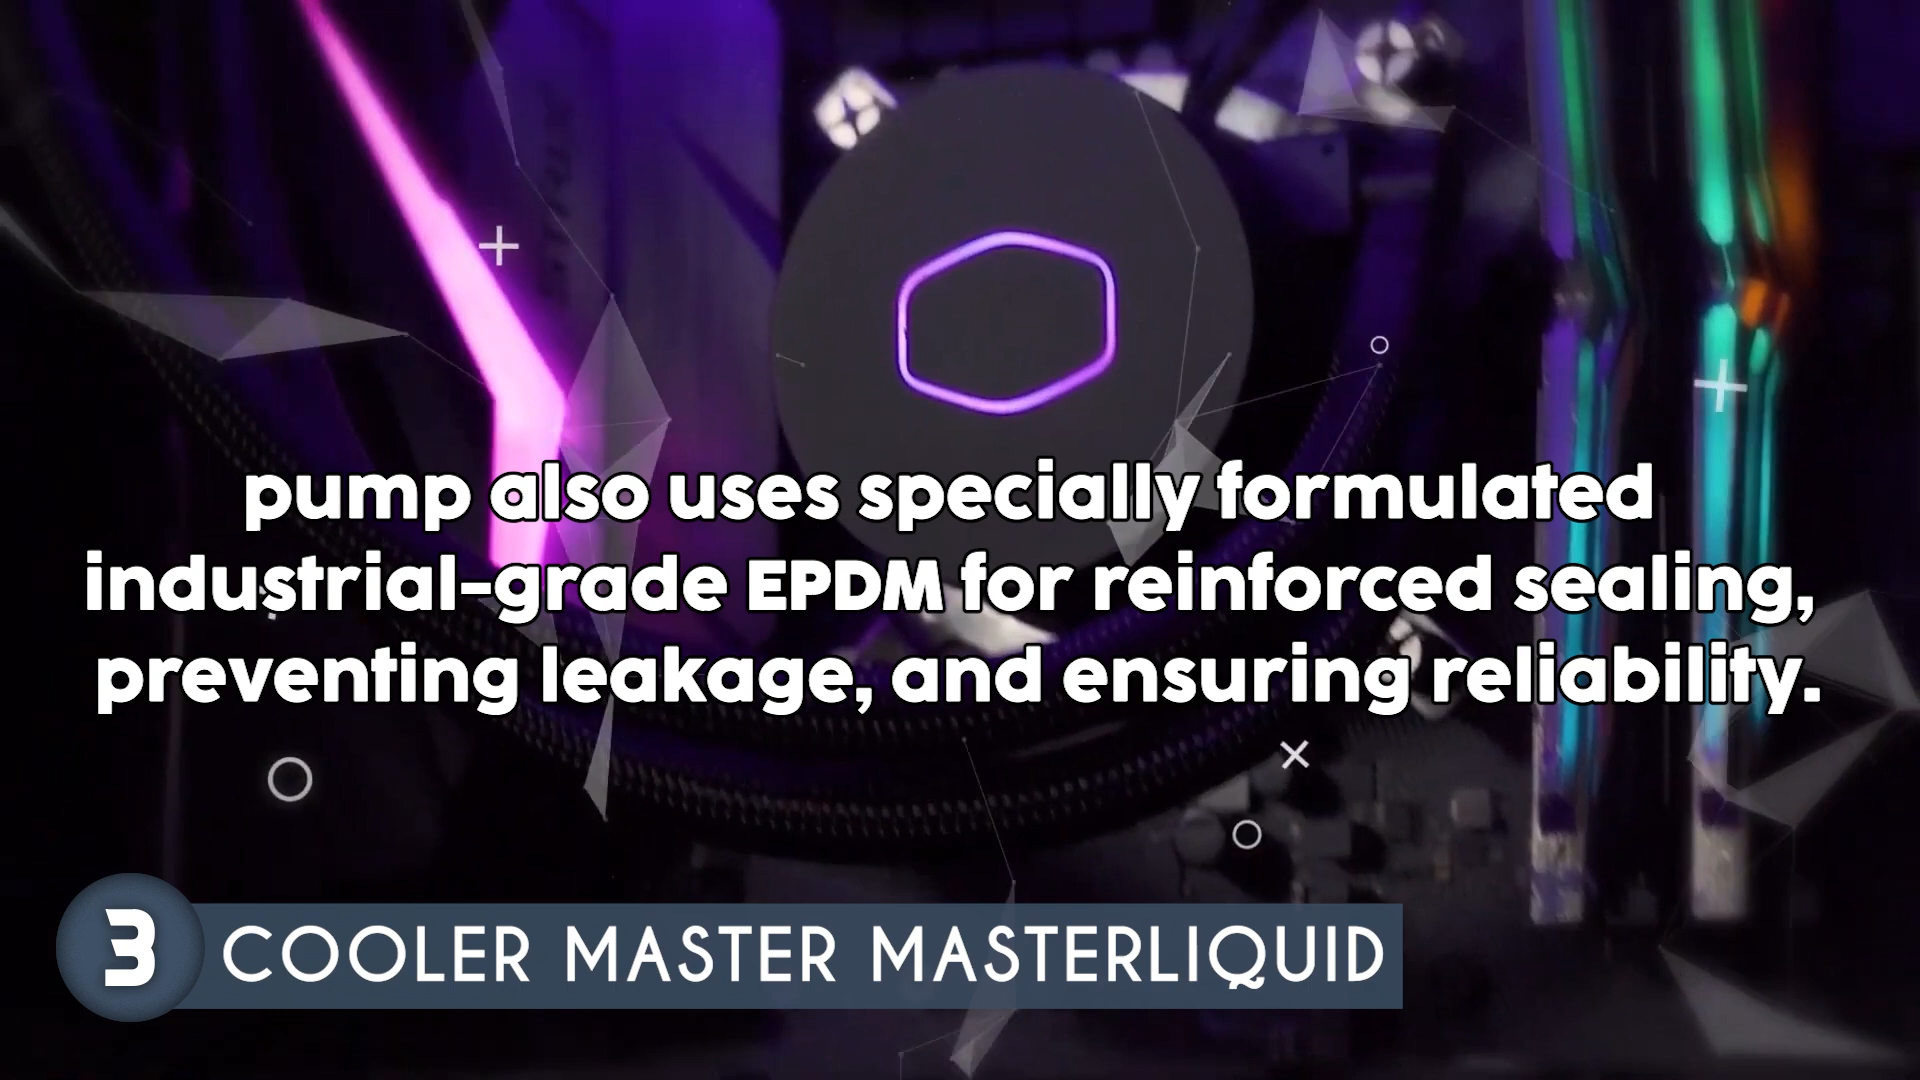 pump also uses specially formulated
industrial-grade EPDM for reinforced sealing,
preventing leakage, and ensuring reliability.
3 COOLER MASTER MASTERLIQUID